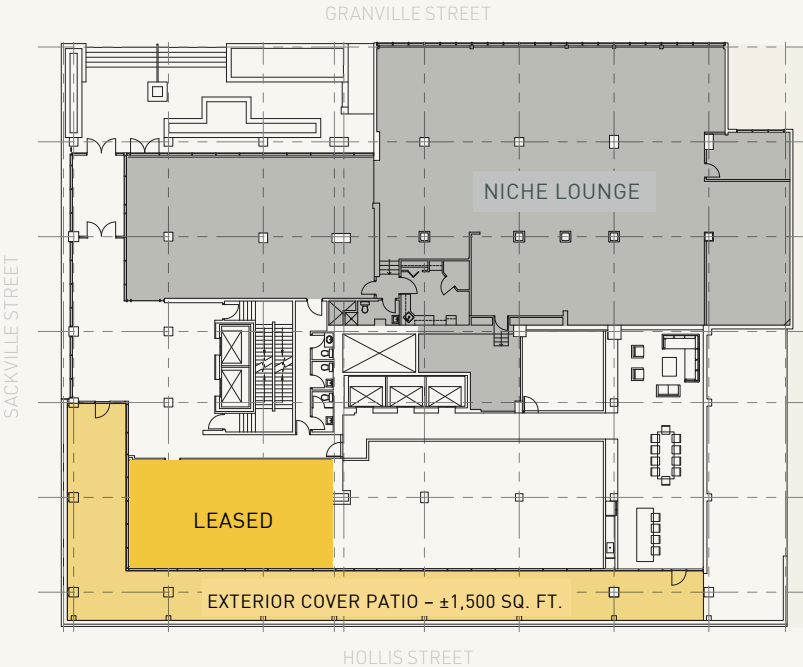 GRANVILLE STREET
NICHE LOUNGE
SACKVILLE STREET
LEASED
EXTERIOR COVER PATIO – ±1,500 SQ. FT.
HOLLIS STREET